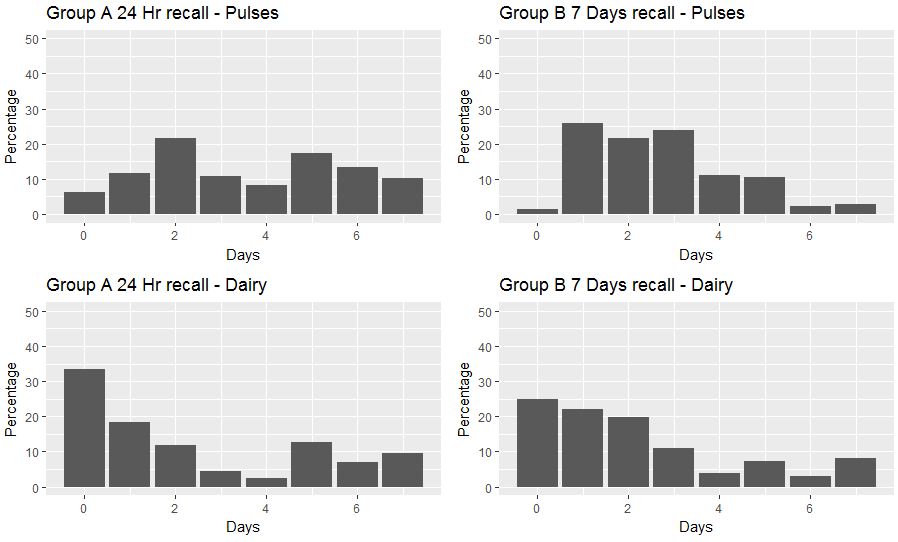 Group A 24 Hr recall - Pulses
50
40
30
20
10
0
Percentage
0 2 4 6
Days
Group B 7 Days recall - Pulses
50
40
30
20
10
0
Percentage
0 2 4 6
Days
Group A 24 Hr recall - Dairy
50
40
30
20
10
0
Percentage
0 2 4 6
Days
Group B 7 Days recall - Dairy
50
40
30
20
10
0
Percentage
0 2 4 6
Days